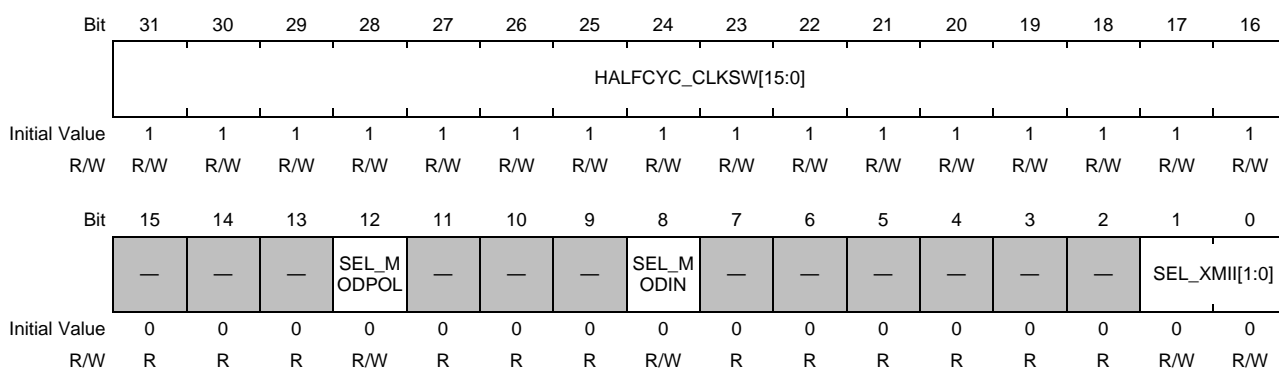 Bit 31 30 29 28 27 26 25 24 23 22 21 20 19 18 17 16
HALFCYC_CLKSW[15:0]
Initial Value 1 1 1 1 1 1 1 1 1 1 1 1 1 1 1 1
R/W R/W R/W R/W R/W R/W R/W R/W R/W R/W R/W R/W R/W R/W R/W R/W R/W
Bit 15 14 13 12 11 10 9 8 7 6 5 4 3 2 1 0
— — — SEL_M — — — SEL_M — — — — — — SEL_XMII[1:0]
ODPOL ODIN
Initial Value 0 0 0 0 0 0 0 0 0 0 0 0 0 0 0 0
R/W R R R R/W R R R R/W R R R R R R R/W R/W